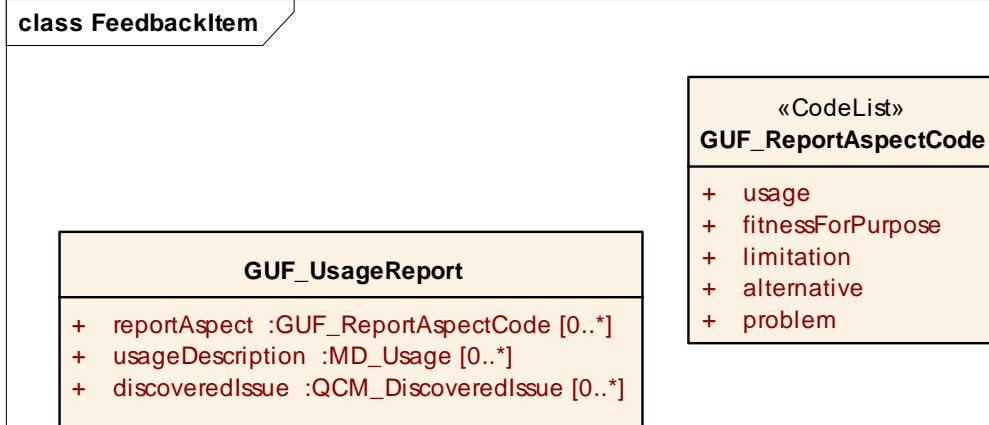 class FeedbackItem
«CodeList»
GUF_ReportAspectCode
+ usage
+ fitnessForPurpose
+ limitation
+ alternative
+ problem
GUF_UsageReport
+ reportAspect :GUF_ReportAspectCode [0..*]
+ usageDescription :MD_Usage [0..*]
+ discoveredIssue :QCM_DiscoveredIssue [0..*]